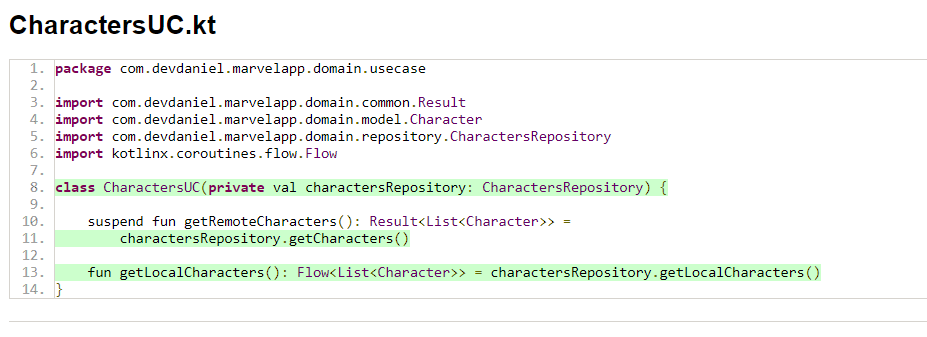 CharactersUC.kt
1. package com.devdaniel.marvelapp.domain.usecase
2.
3. import com.devdaniel.marvelapp.domain.common.Result
4. import com.devdaniel.marvelapp.domain.model.Character
5. import com.devdaniel.marvelapp.domain.repository.CharactersRepository
6. import kotlinx.coroutines.flow.Flow
7.
8. class CharactersUC(private val charactersRepository: CharactersRepository) {
9.
10.     suspend fun getRemoteCharacters(): Result<List<Character>> =
11.         charactersRepository.getCharacters()
12.
13.     fun getLocalCharacters(): Flow<List<Character>> = charactersRepository.getLocalCharacters()
14. }